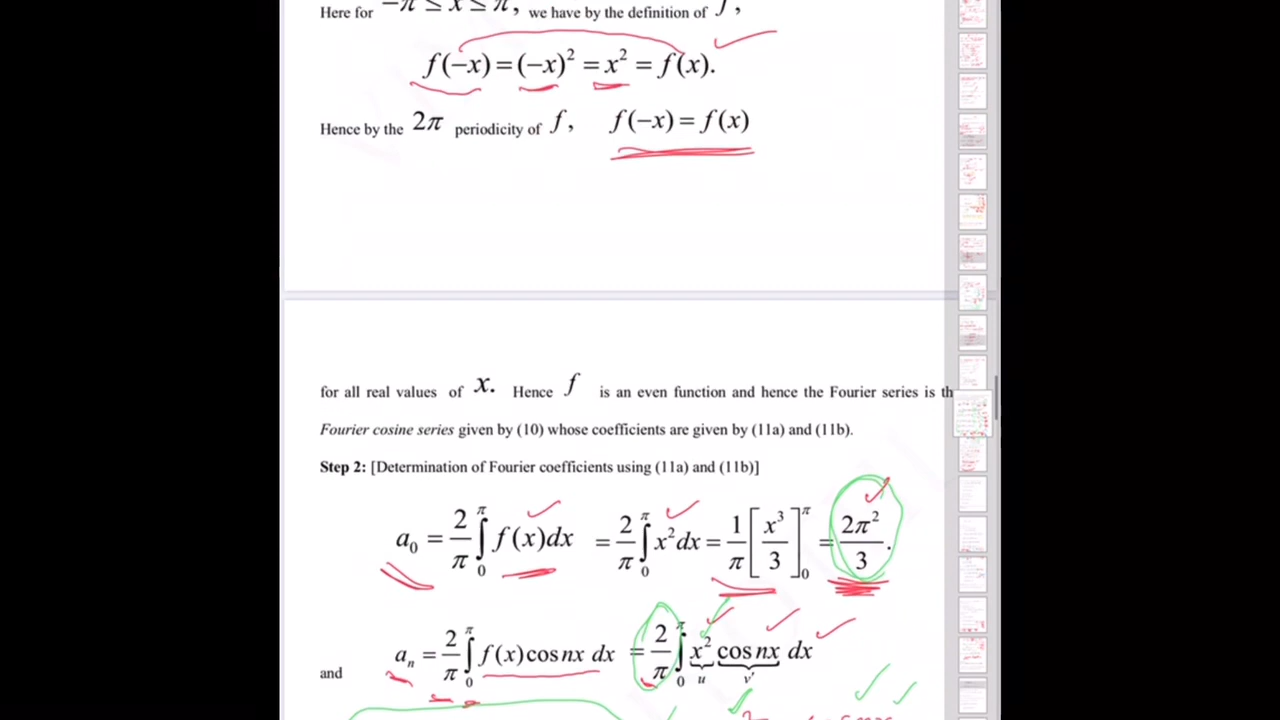 Here for −π ≤ x ≤ π, we have by the definition of f,
f(−x) = (−x)² = x² = f(x).
Hence by the 2π periodicity of f, f(−x) = f(x)
for all real values of x. Hence f is an even function and hence the Fourier series is th
Fourier cosine series given by (10) whose coefficients are given by (11a) and (11b).
Step 2: [Determination of Fourier coefficients using (11a) and (11b)]
a₀ = 2/π ∫₀^π f(x)dx = 2/π ∫₀^π x²dx = 1/π [x³/3]₀^π = 2π²/3.
and aₙ = 2/π ∫₀^π f(x)cos nx dx = 2/π ∫₀^π x² cos nx dx
u v'